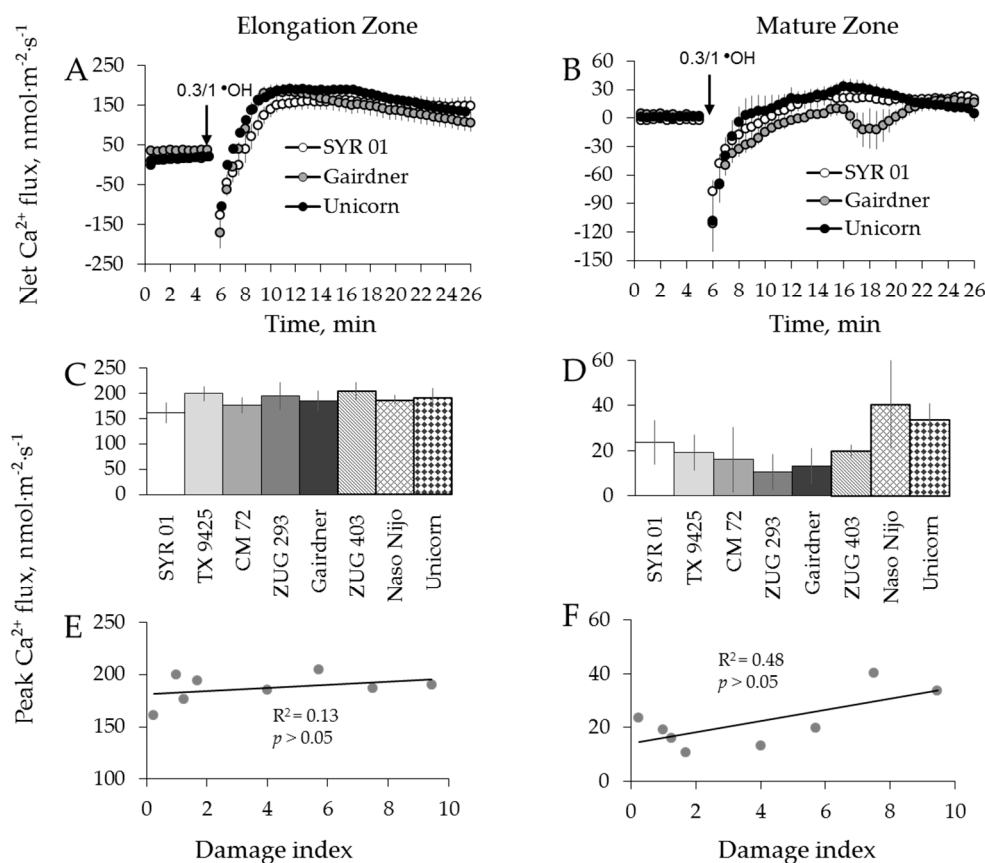 Elongation Zone
Mature Zone
Net Ca²⁺ flux, nmol·m⁻²·s⁻¹
A
250
150
50
-50
-150
-250
0.3/1 •OH
SYR 01
Gairdner
Unicorn
0 2 4 6 8 10 12 14 16 18 20 22 24 26
Time, min
B
60
30
0
-30
-60
-90
-120
-150
0.3/1 •OH
SYR 01
Gairdner
Unicorn
0 2 4 6 8 10 12 14 16 18 20 22 24 26
Time, min
Peak Ca²⁺ flux, nmol·m⁻²·s⁻¹
C
250
200
150
100
50
0
SYR 01
TX 9425
CM 72
ZUG 293
Gairdner
ZUG 403
Naso Nijo
Unicorn
D
60
40
20
0
SYR 01
TX 9425
CM 72
ZUG 293
Gairdner
ZUG 403
Naso Nijo
Unicorn
E
250
200
150
100
R² = 0.13
p > 0.05
0 2 4 6 8 10
Damage index
F
60
40
20
0
R² = 0.48
p > 0.05
0 2 4 6 8 10
Damage index